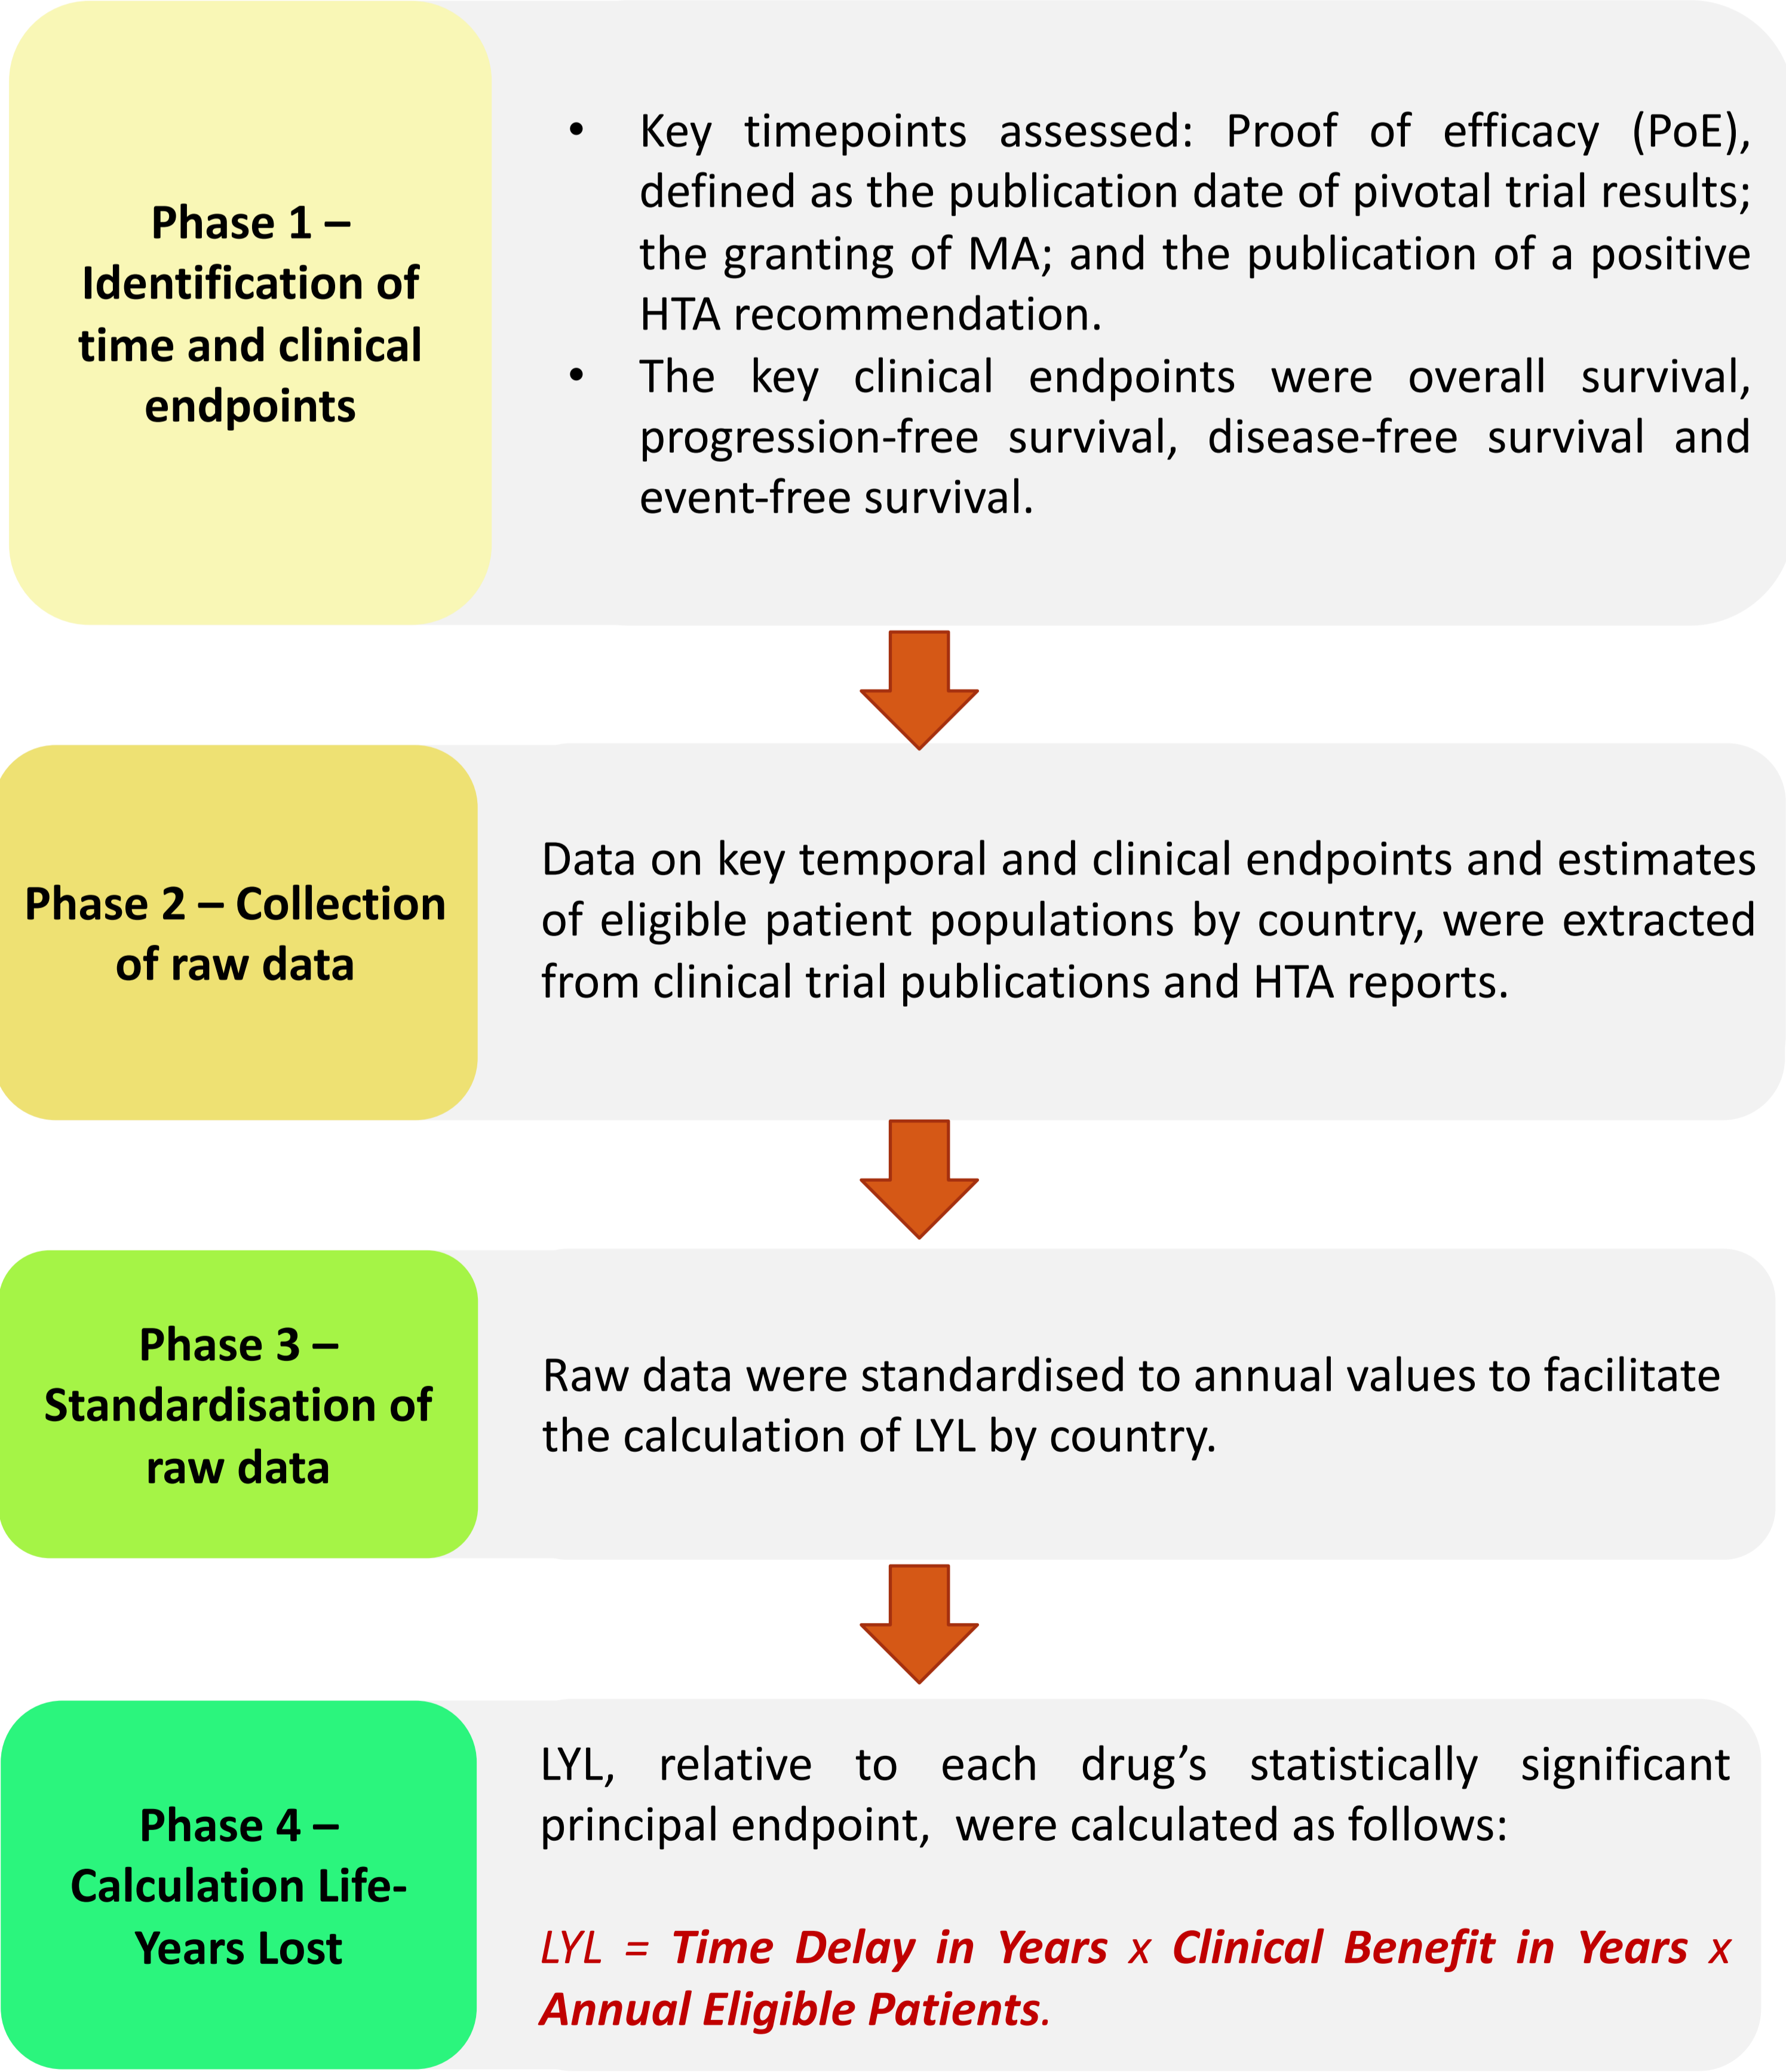 Phase 1 –
Identification of
time and clinical
endpoints
• Key timepoints assessed: Proof of efficacy (PoE),
defined as the publication date of pivotal trial results;
the granting of MA; and the publication of a positive
HTA recommendation.
• The key clinical endpoints were overall survival,
progression-free survival, disease-free survival and
event-free survival.
Phase 2 – Collection
of raw data
Data on key temporal and clinical endpoints and estimates
of eligible patient populations by country, were extracted
from clinical trial publications and HTA reports.
Phase 3 –
Standardisation of
raw data
Raw data were standardised to annual values to facilitate
the calculation of LYL by country.
Phase 4 –
Calculation Life-
Years Lost
LYL, relative to each drug’s statistically significant
principal endpoint, were calculated as follows:
LYL = Time Delay in Years x Clinical Benefit in Years x
Annual Eligible Patients.